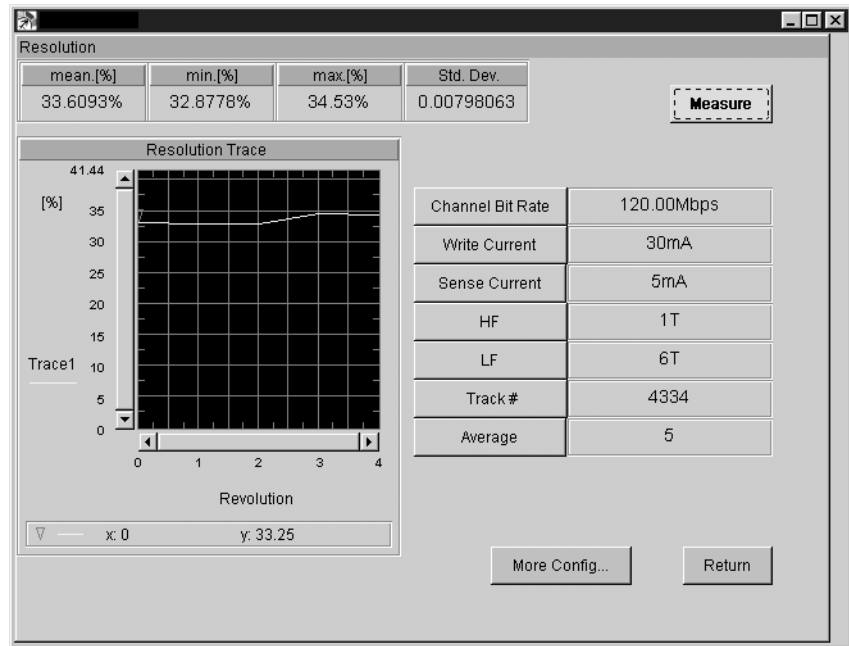 Resolution
mean.[%] min.[%] max.[%] Std. Dev.
33.6093% 32.8778% 34.53% 0.00798063
Measure
Resolution Trace
41.44
[%]
35
30
25
20
15
10
5
0
Trace1
0 1 2 3 4
Revolution
x: 0 y: 33.25
Channel Bit Rate 120.00Mbps
Write Current 30mA
Sense Current 5mA
HF 1T
LF 6T
Track # 4334
Average 5
More Config... Return